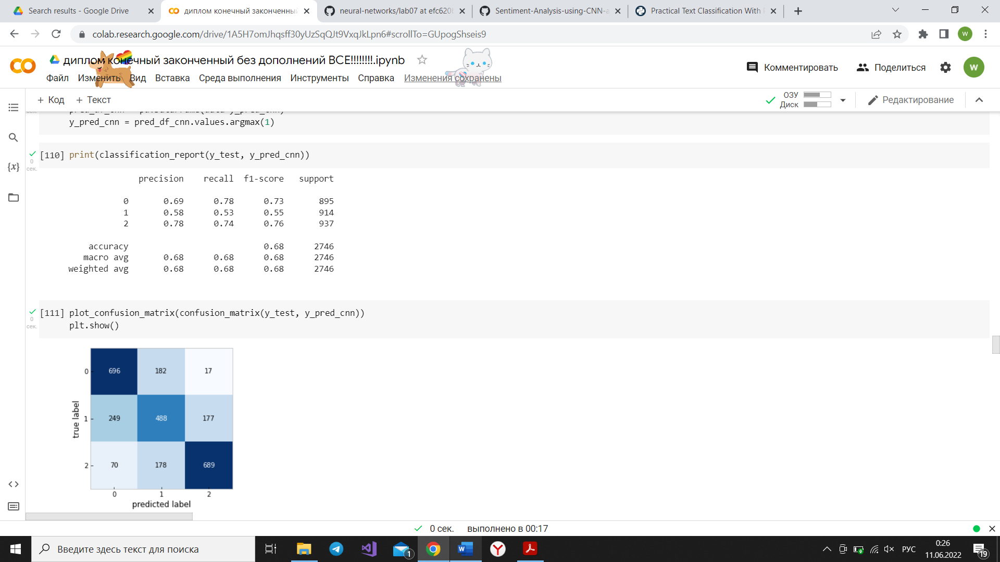 Search results - Google Drive
диплом конечный законченный
neural-networks/lab07 at efc620
Sentiment-Analysis-using-CNN-a
Practical Text Classification With
colab.research.google.com/drive/1A5H7omJhqsff30yUzSqQJt9VxqJkLpn6#scrollTo=GUpogShseis9
W
диплом конечный законченный без дополнений ВСЕ!!!!!!!!.ipynb
Комментировать
Поделиться
W
Файл Изменить Вид Вставка Среда выполнения Инструменты Справка Изменения сохранены
+ Код + Текст
ОЗУ
Диск
Редактирование
y_pred_cnn = pred_df_cnn.values.argmax(1)
[110] print(classification_report(y_test, y_pred_cnn))
0
сек.
precision recall f1-score support
0 0.69 0.78 0.73 895
1 0.58 0.53 0.55 914
2 0.78 0.74 0.76 937
accuracy 0.68 2746
macro avg 0.68 0.68 0.68 2746
weighted avg 0.68 0.68 0.68 2746
[111] plot_confusion_matrix(confusion_matrix(y_test, y_pred_cnn))
plt.show()
0
сек.
0 696 182 17
1 249 488 177
2 70 178 689
true label
0 1 2
predicted label
0 сек. выполнено в 00:17
Введите здесь текст для поиска
1
РУС
0:26
11.06.2022
19